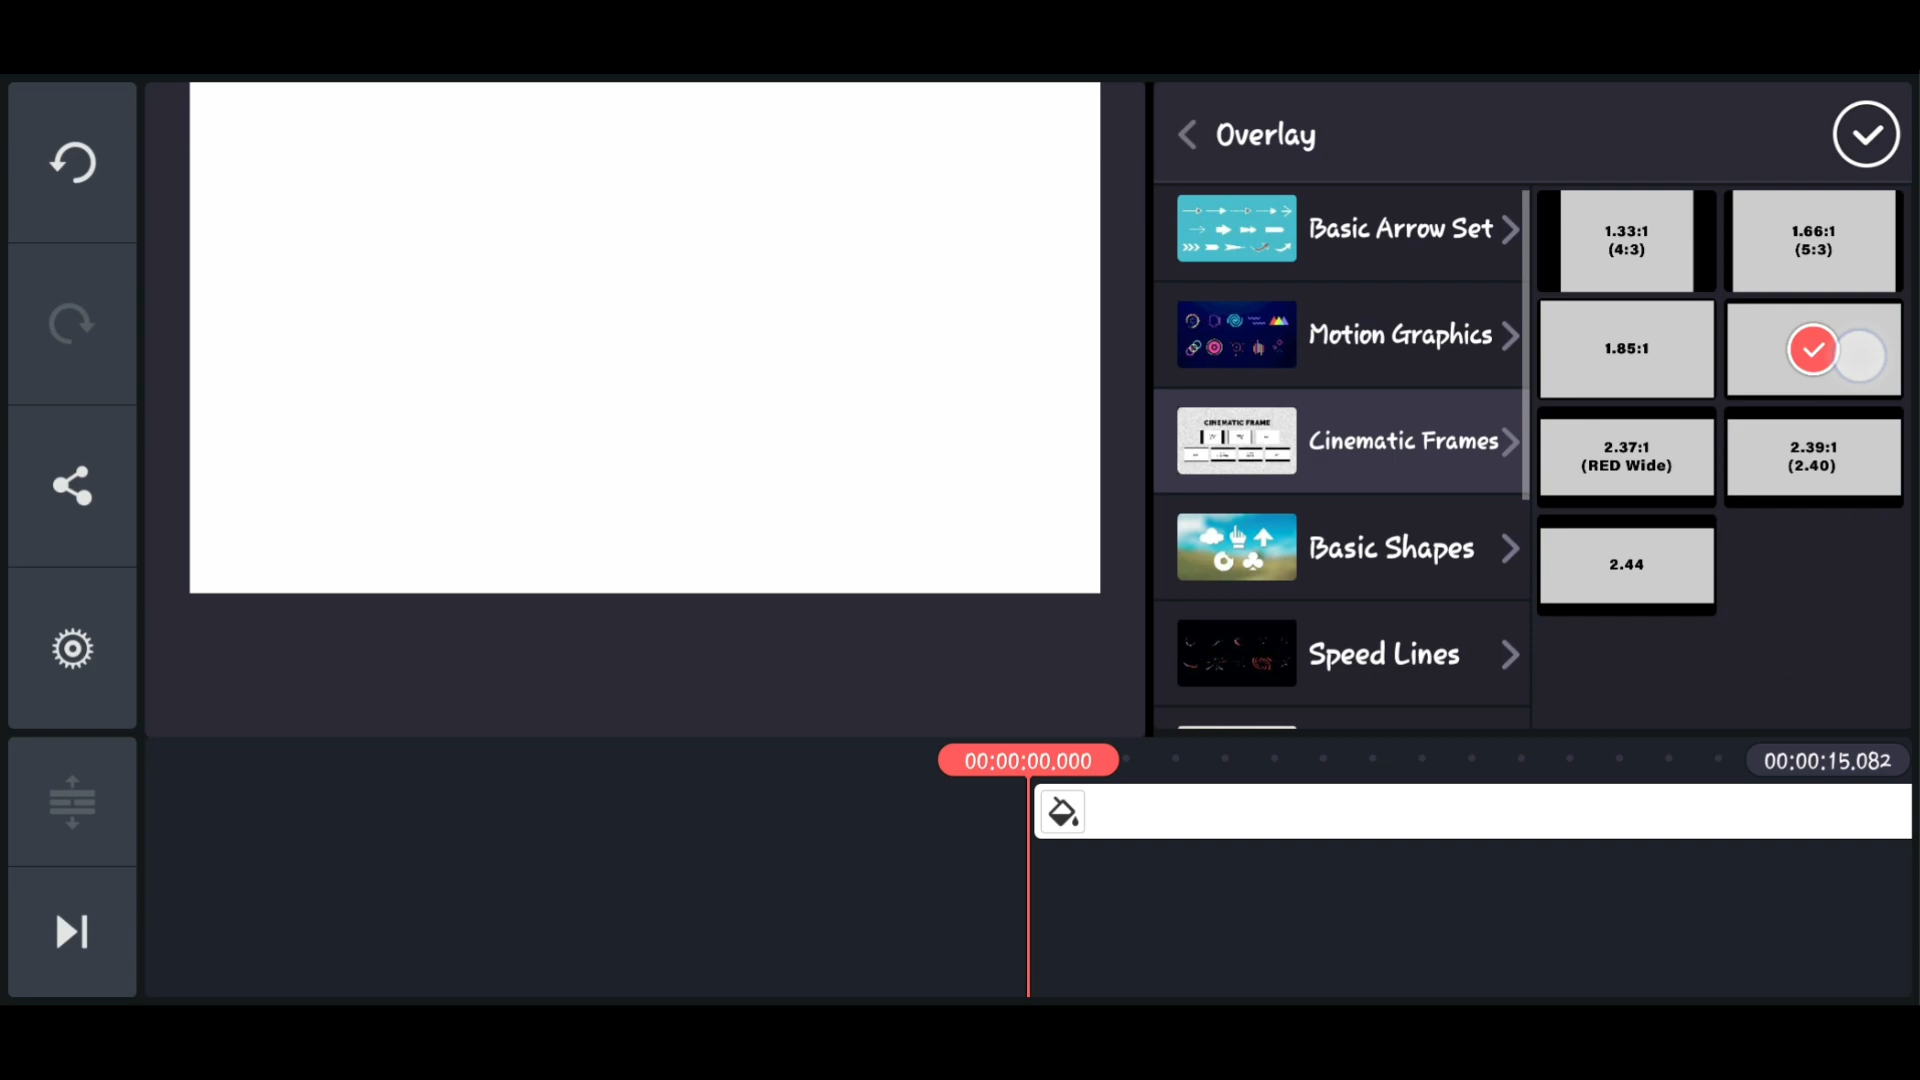 Overlay
Basic Arrow Set
Motion Graphics
Cinematic Frames
CINEMATIC FRAME
Basic Shapes
Speed Lines
1.33:1
(4:3)
1.66:1
(5:3)
1.85:1
2.37:1
(RED Wide)
2.39:1
(2.40)
2.44
00:00:00.000
00:00:15.082